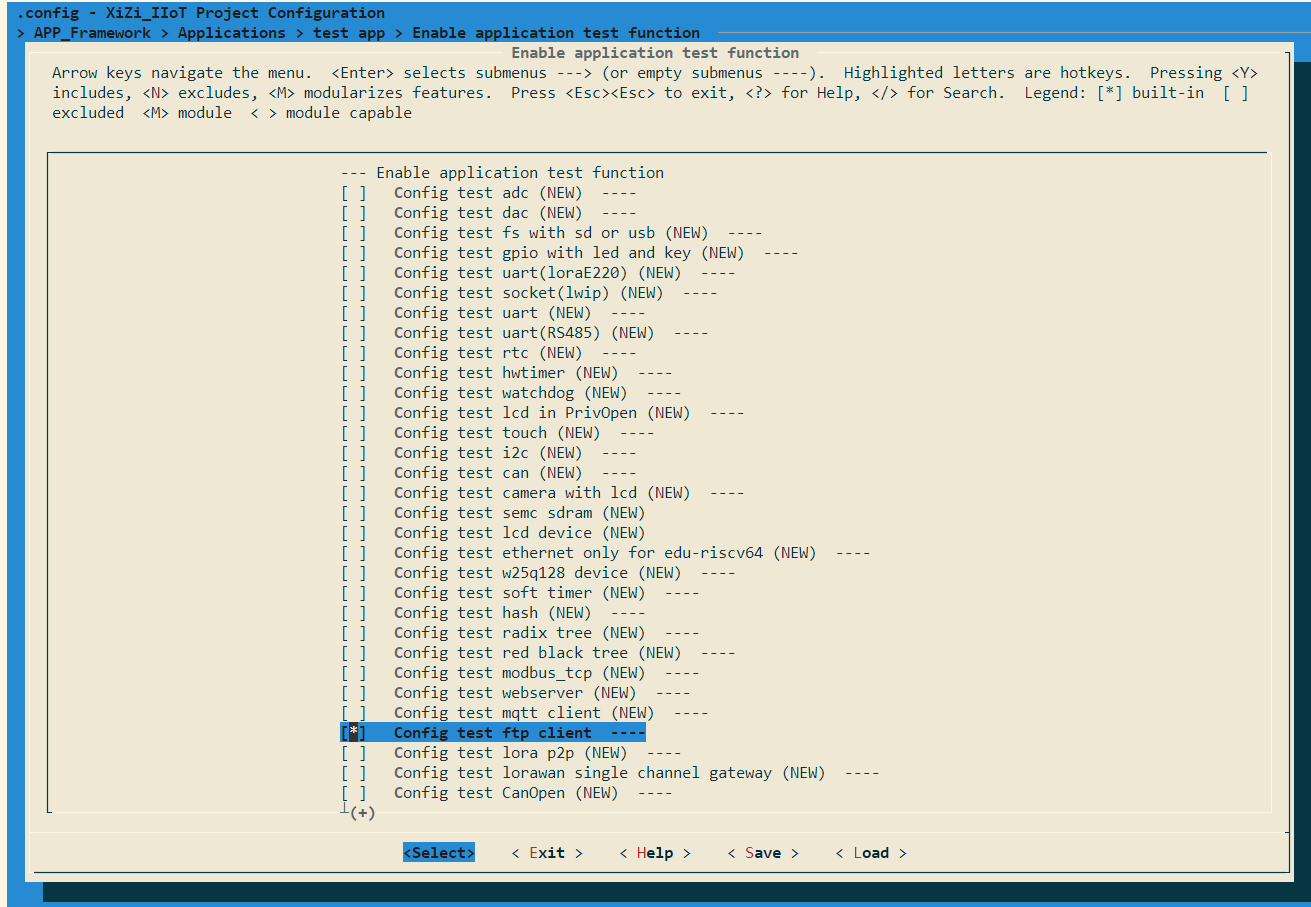 .config - XiZi_IIoT Project Configuration
> APP_Framework > Applications > test app > Enable application test function
Enable application test function
Arrow keys navigate the menu.  <Enter> selects submenus ---> (or empty submenus ----).  Highlighted letters are hotkeys.  Pressing <Y>
includes, <N> excludes, <M> modularizes features.  Press <Esc><Esc> to exit, <?> for Help, </> for Search.  Legend: [*] built-in  [ ]
excluded  <M> module  < > module capable
--- Enable application test function
[ ]   Config test adc (NEW)  ----
[ ]   Config test dac (NEW)  ----
[ ]   Config test fs with sd or usb (NEW)  ----
[ ]   Config test gpio with led and key (NEW)  ----
[ ]   Config test uart(loraE220) (NEW)  ----
[ ]   Config test socket(lwip) (NEW)  ----
[ ]   Config test uart (NEW)  ----
[ ]   Config test uart(RS485) (NEW)  ----
[ ]   Config test rtc (NEW)  ----
[ ]   Config test hwtimer (NEW)  ----
[ ]   Config test watchdog (NEW)  ----
[ ]   Config test lcd in PrivOpen (NEW)  ----
[ ]   Config test touch (NEW)  ----
[ ]   Config test i2c (NEW)  ----
[ ]   Config test can (NEW)  ----
[ ]   Config test camera with lcd (NEW)  ----
[ ]   Config test semc sdram (NEW)
[ ]   Config test lcd device (NEW)
[ ]   Config test ethernet only for edu-riscv64 (NEW)  ----
[ ]   Config test w25q128 device (NEW)  ----
[ ]   Config test soft timer (NEW)  ----
[ ]   Config test hash (NEW)  ----
[ ]   Config test radix tree (NEW)  ----
[ ]   Config test red black tree (NEW)  ----
[ ]   Config test modbus_tcp (NEW)  ----
[ ]   Config test webserver (NEW)  ----
[ ]   Config test mqtt client (NEW)  ----
[*]   Config test ftp client  ----
[ ]   Config test lora p2p (NEW)  ----
[ ]   Config test lorawan single channel gateway (NEW)  ----
[ ]   Config test CanOpen (NEW)  ----
(+)
<Select>    < Exit >    < Help >    < Save >    < Load >